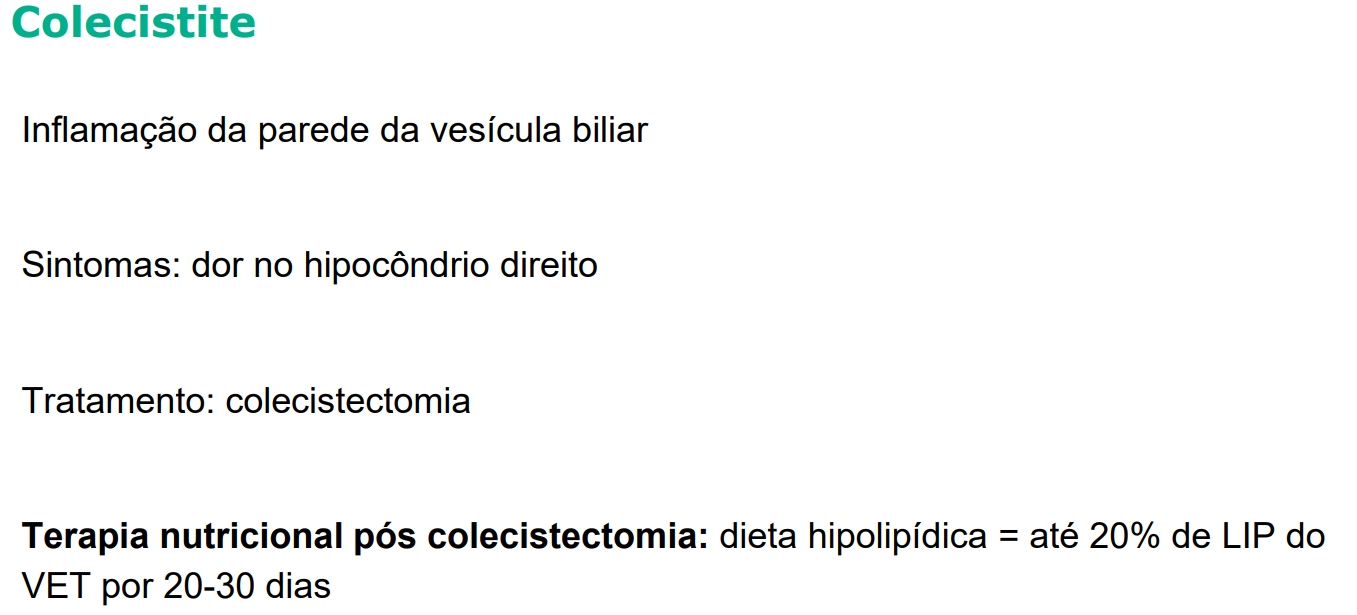 Colecistite
Inflamação da parede da vesícula biliar
Sintomas: dor no hipocôndrio direito
Tratamento: colecistectomia
Terapia nutricional pós colecistectomia: dieta hipolipídica = até 20% de LIP do
VET por 20-30 dias